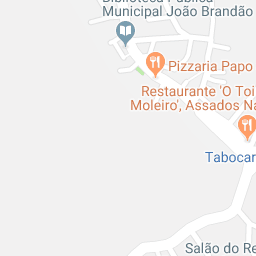 Biblioteca Pública
Municipal João Brandão
Pizzaria Papo
Restaurante 'O Toi
Moleiro', Assados Na
Tabocar
Salão do Re